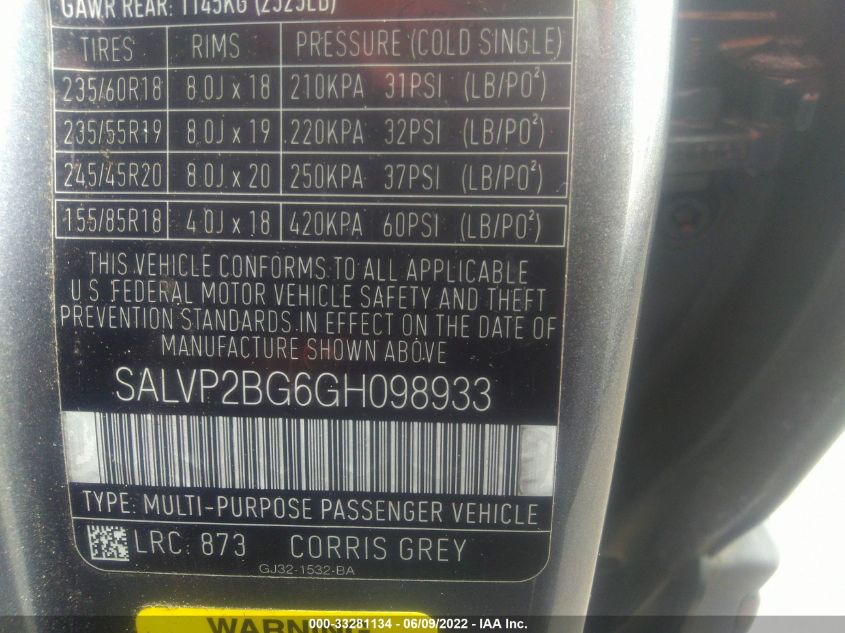 GAWR REAR: 1145KG (2525LB)
TIRES RIMS PRESSURE (COLD SINGLE)
235/60R18 8.0J x 18 210KPA 31PSI (LB/PO²)
235/55R19 8.0J x 19 220KPA 32PSI (LB/PO²)
245/45R20 8.0J x 20 250KPA 37PSI (LB/PO²)
155/85R18 4.0J x 18 420KPA 60PSI (LB/PO²)
THIS VEHICLE CONFORMS TO ALL APPLICABLE
U.S. FEDERAL MOTOR VEHICLE SAFETY AND THEFT
PREVENTION STANDARDS IN EFFECT ON THE DATE OF
MANUFACTURE SHOWN ABOVE
SALVP2BG6GH098933
TYPE: MULTI-PURPOSE PASSENGER VEHICLE
LRC: 873 CORRIS GREY
GJ32-1532-BA
WARNING
000-33281134 - 06/09/2022 - IAA Inc.